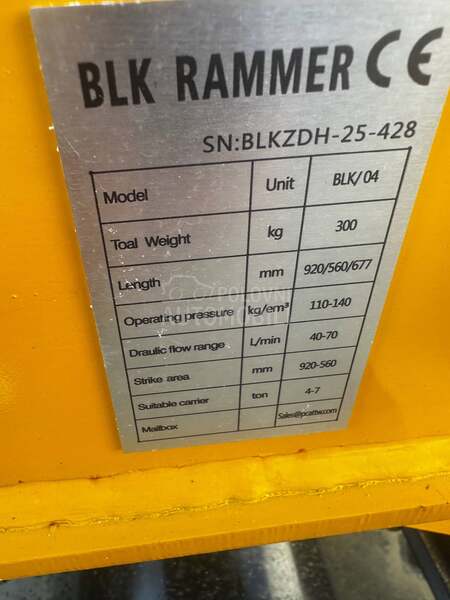 BLK RAMMER CE
SN:BLKZDH-25-428
Model Unit BLK/04
Toal Weight kg 300
Length mm 920/560/677
Operating pressure kg/em³ 110-140
Draulic flow range L/min 40-70
Strike area mm 920-560
Suitable carrier ton 4-7
Mailbox Sales@pcattw.com
POLOVNI
AUTOMOBILI